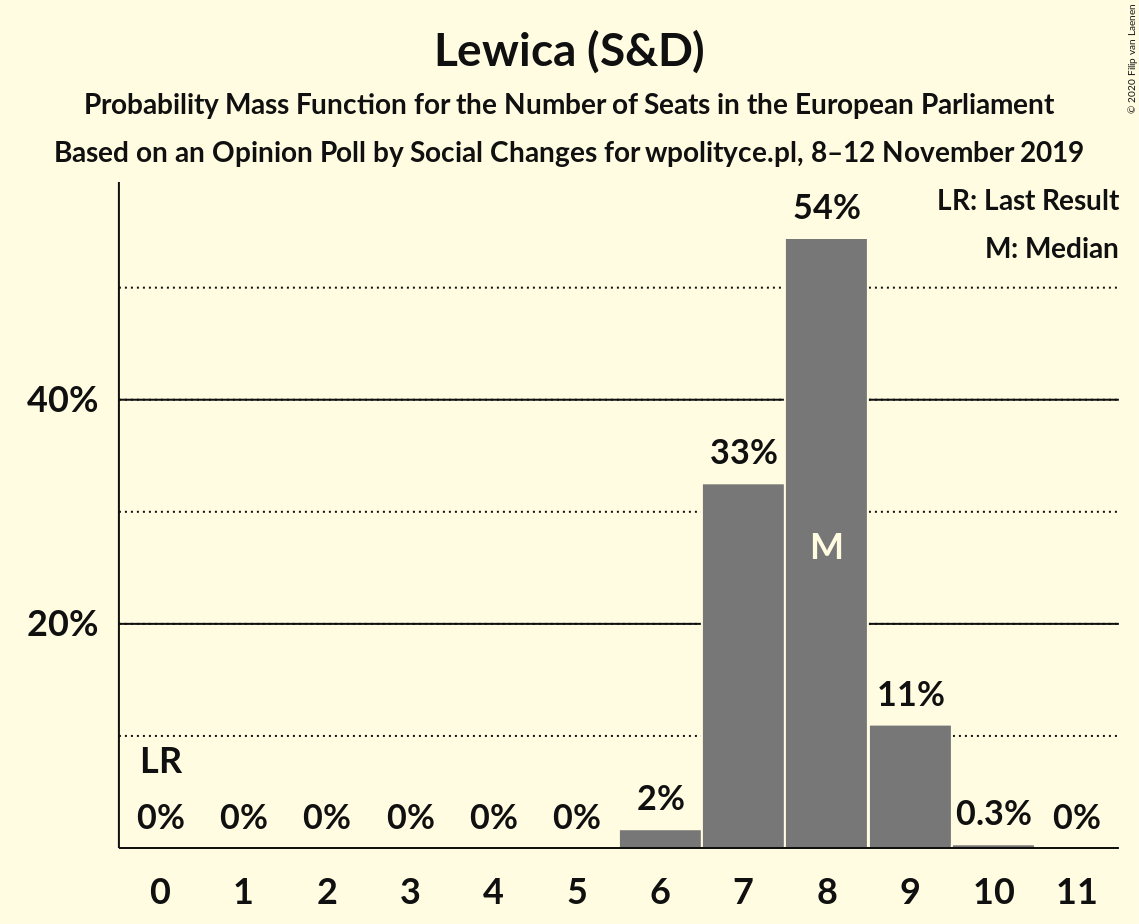 Lewica (S&D)
Probability Mass Function for the Number of Seats in the European Parliament
Based on an Opinion Poll by Social Changes for wpolityce.pl, 8–12 November 2019
© 2020 Filip van Laenen
LR: Last Result
M: Median
54%
40%
33%
M
20%
11%
LR
0% 0% 0% 0% 0% 0% 2% 0.3% 0%
0 1 2 3 4 5 6 7 8 9 10 11